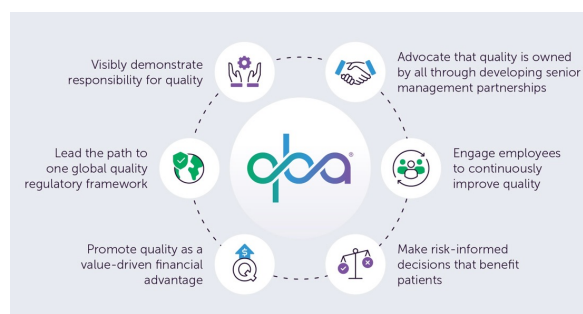 Visibly demonstrate
responsibility for quality
Advocate that quality is owned
by all through developing senior
management partnerships
Lead the path to
one global quality
regulatory framework
qba®
Engage employees
to continuously
improve quality
Promote quality as a
value-driven financial
advantage
$
Q
Make risk-informed
decisions that benefit
patients